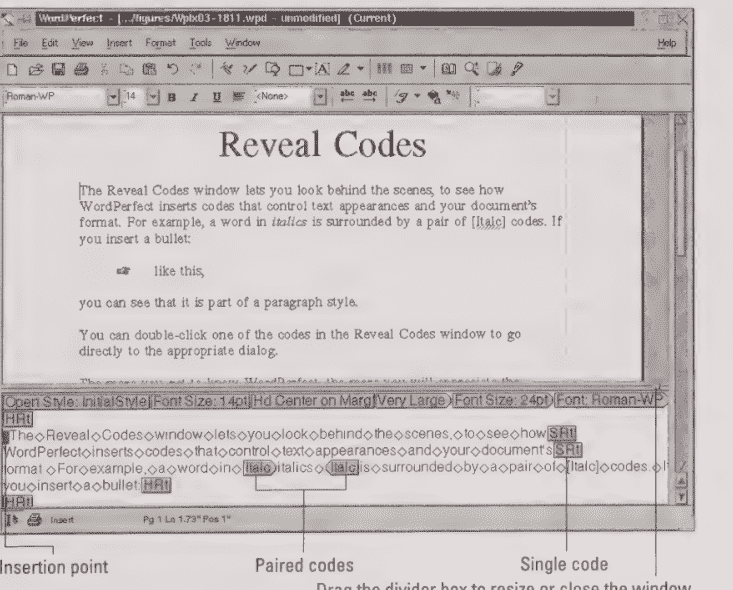 WordPerfect - [.../figures/Wplx03-1811.wpd - unmodified] (Current)
File Edit View Insert Format Tools Window Help
Roman-WP 14 B I U <None> abc abc
Reveal Codes
The Reveal Codes window lets you look behind the scenes, to see how
WordPerfect inserts codes that control text appearances and your document's
format. For example, a word in italics is surrounded by a pair of [Italc] codes. If
you insert a bullet:
like this,
you can see that it is part of a paragraph style.
You can double-click one of the codes in the Reveal Codes window to go
directly to the appropriate dialog.
Open Style: InitialStyle Font Size: 14pt Hd Center on Marg Very Large Font Size: 24pt Font: Roman-WP
HRt
The◇Reveal◇Codes◇window◇lets◇you◇look◇behind◇the◇scenes,◇to◇see◇how SRt
WordPerfect◇inserts◇codes◇that◇control◇text◇appearances◇and◇your◇document's SRt
format.◇For◇example,◇a◇word◇in◇ Italc italics◇ Italc is◇surrounded◇by◇a◇pair◇of◇[Italc]◇codes.◇If
you◇insert◇a◇bullet: HRt
HRt
Insert Pg 1 Ln 1.73" Pos 1"
Insertion point Paired codes Single code
Drag the divider box to resize or close the window